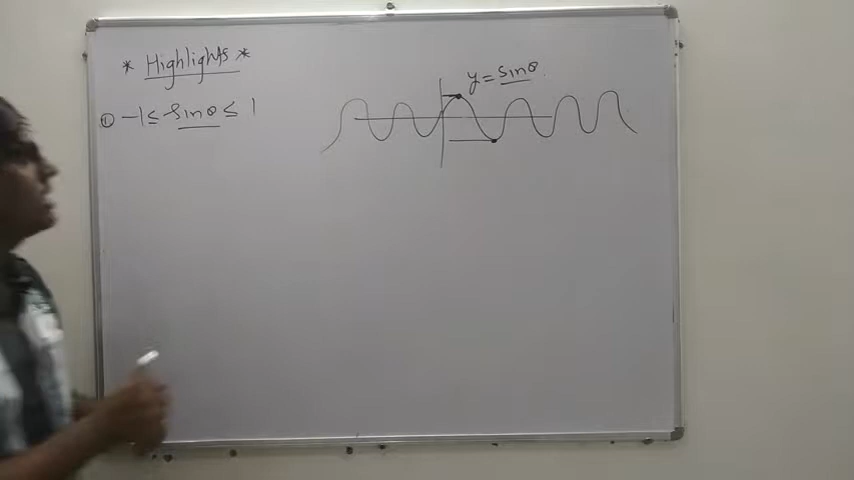 * Highlights *
① -1 ≤ sinθ ≤ 1
y = sinθ